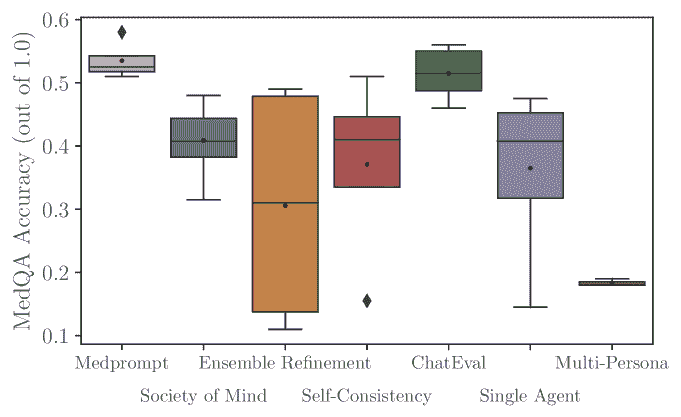 MedQA Accuracy (out of 1.0)
0.6
0.5
0.4
0.3
0.2
0.1
Medprompt
Ensemble Refinement
ChatEval
Multi-Persona
Society of Mind
Self-Consistency
Single Agent